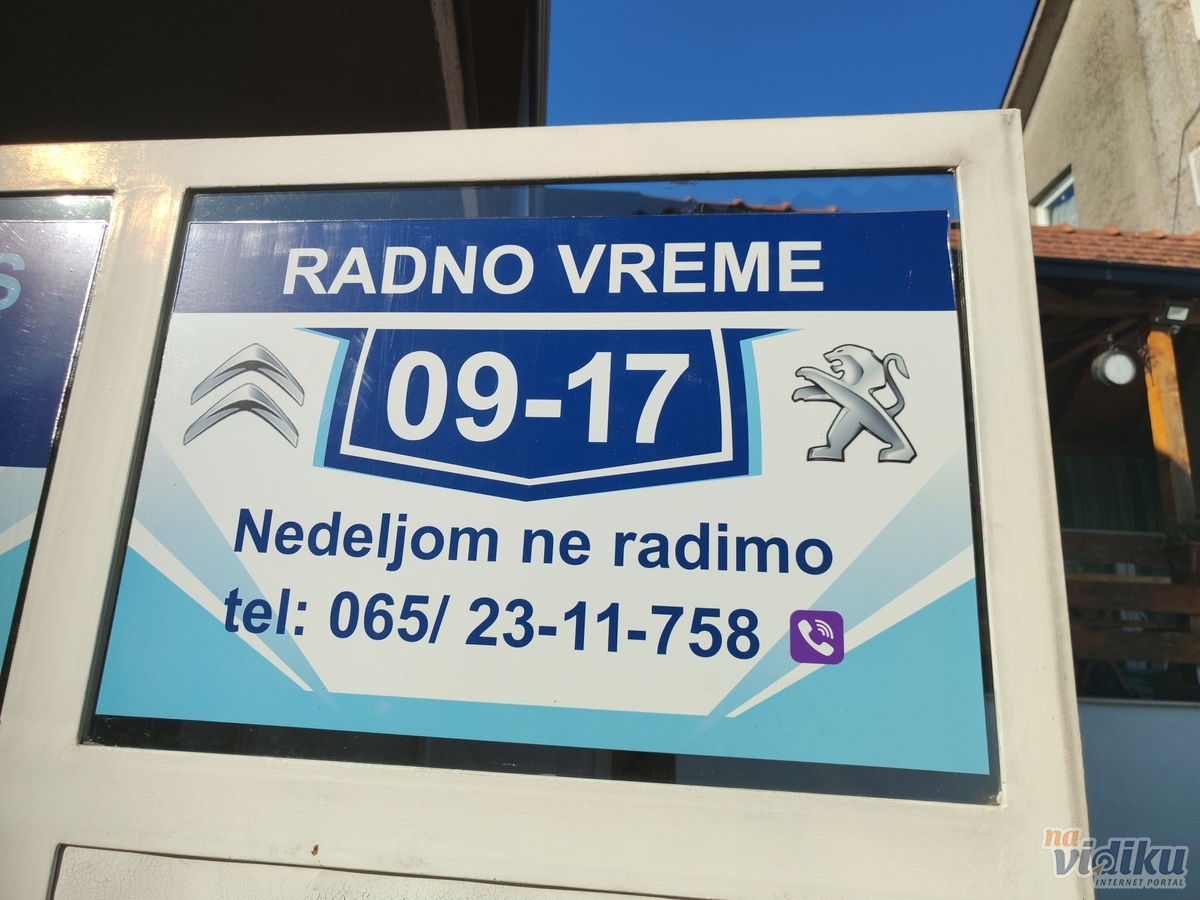 S
RADNO VREME
09-17
Nedeljom ne radimo
tel: 065/ 23-11-758
na
vidiku
INTERNET PORTAL